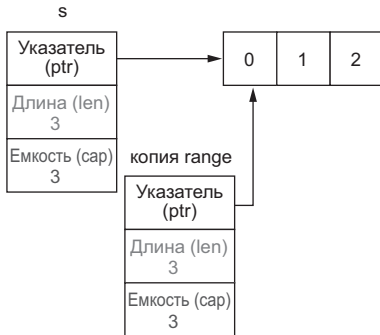 s
Указатель
(ptr)
0 1 2
Длина (len)
3
Емкость (cap)
3
копия range
Указатель
(ptr)
Длина (len)
3
Емкость (cap)
3